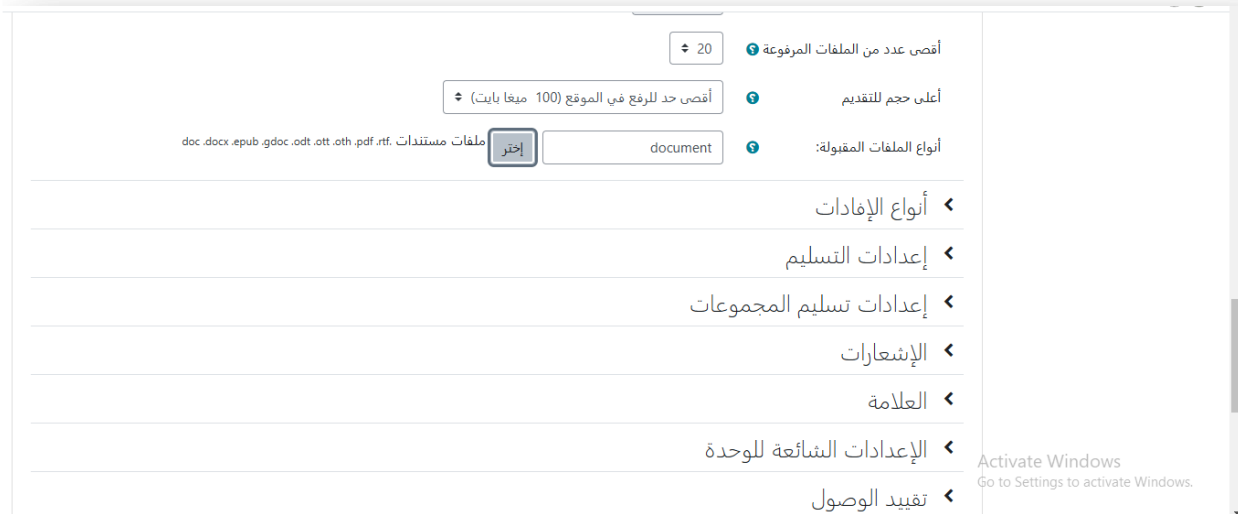 أقصى عدد من الملفات المرفوعة 20
أعلى حجم للتقديم أقصى حد للرفع في الموقع (100 ميغا بايت)
أنواع الملفات المقبولة: document إختر ملفات مستندات .doc .docx .epub .gdoc .odt .ott .oth .pdf .rtf
أنواع الإفادات
إعدادات التسليم
إعدادات تسليم المجموعات
الإشعارات
العلامة
الإعدادات الشائعة للوحدة
تقييد الوصول
Activate Windows
Go to Settings to activate Windows.